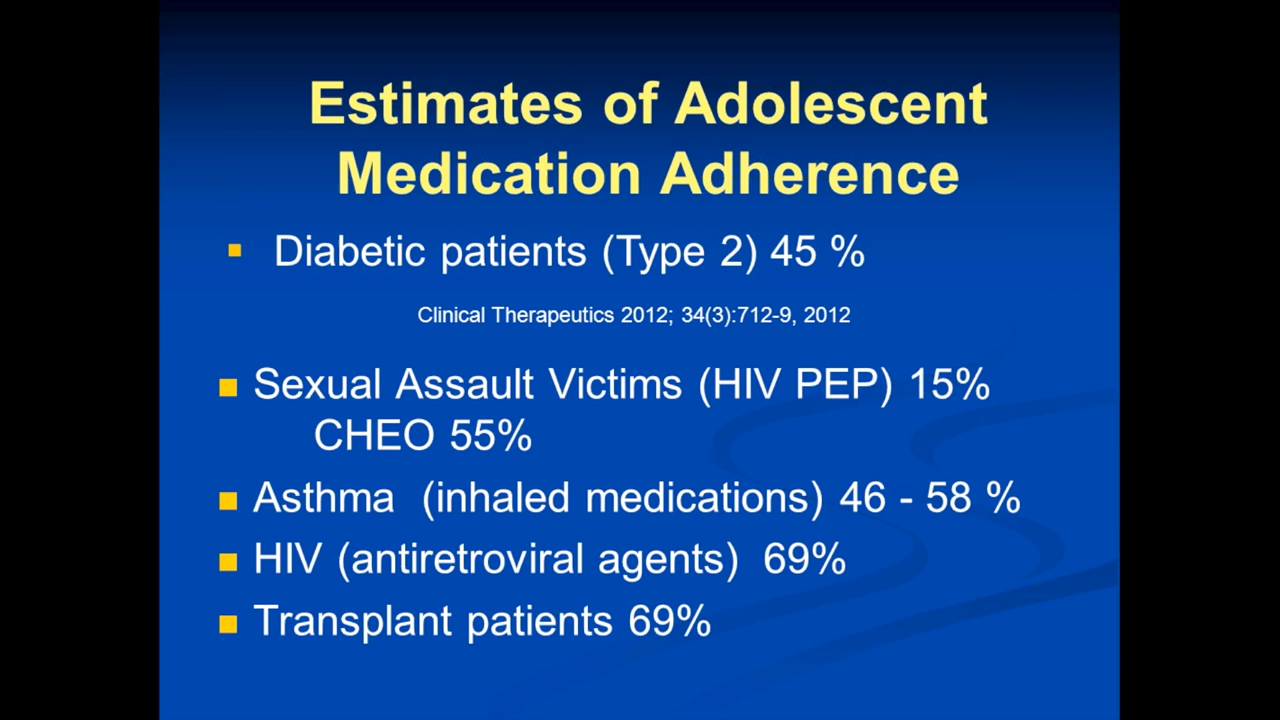 Estimates of Adolescent
Medication Adherence
Diabetic patients (Type 2) 45 %
Clinical Therapeutics 2012; 34(3):712-9, 2012
Sexual Assault Victims (HIV PEP) 15%
CHEO 55%
Asthma (inhaled medications) 46 - 58 %
HIV (antiretroviral agents) 69%
Transplant patients 69%